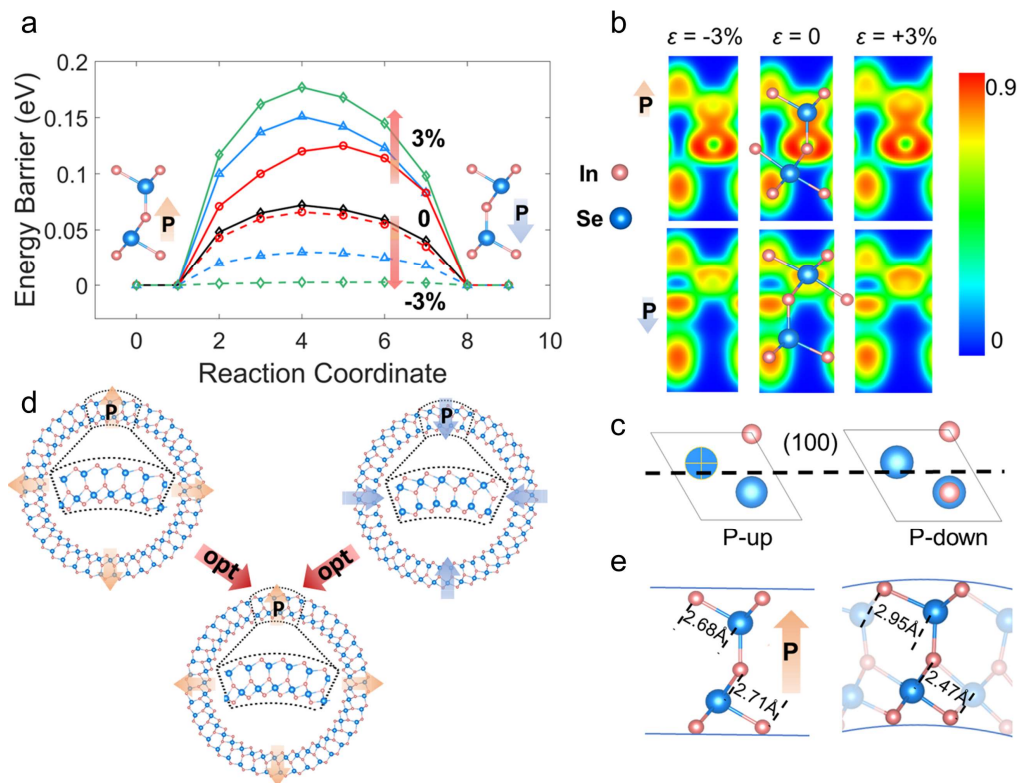 a
Energy Barrier (eV)
0.2
0.15
0.1
0.05
0
3%
0
-3%
P
P
0
2
4
6
8
10
Reaction Coordinate
b
ε = -3%
ε = 0
ε = +3%
P
P
In
Se
0.9
0
c
(100)
P-up
P-down
d
P
P
opt
opt
P
e
2.68Å
2.71Å
P
2.95Å
2.47Å